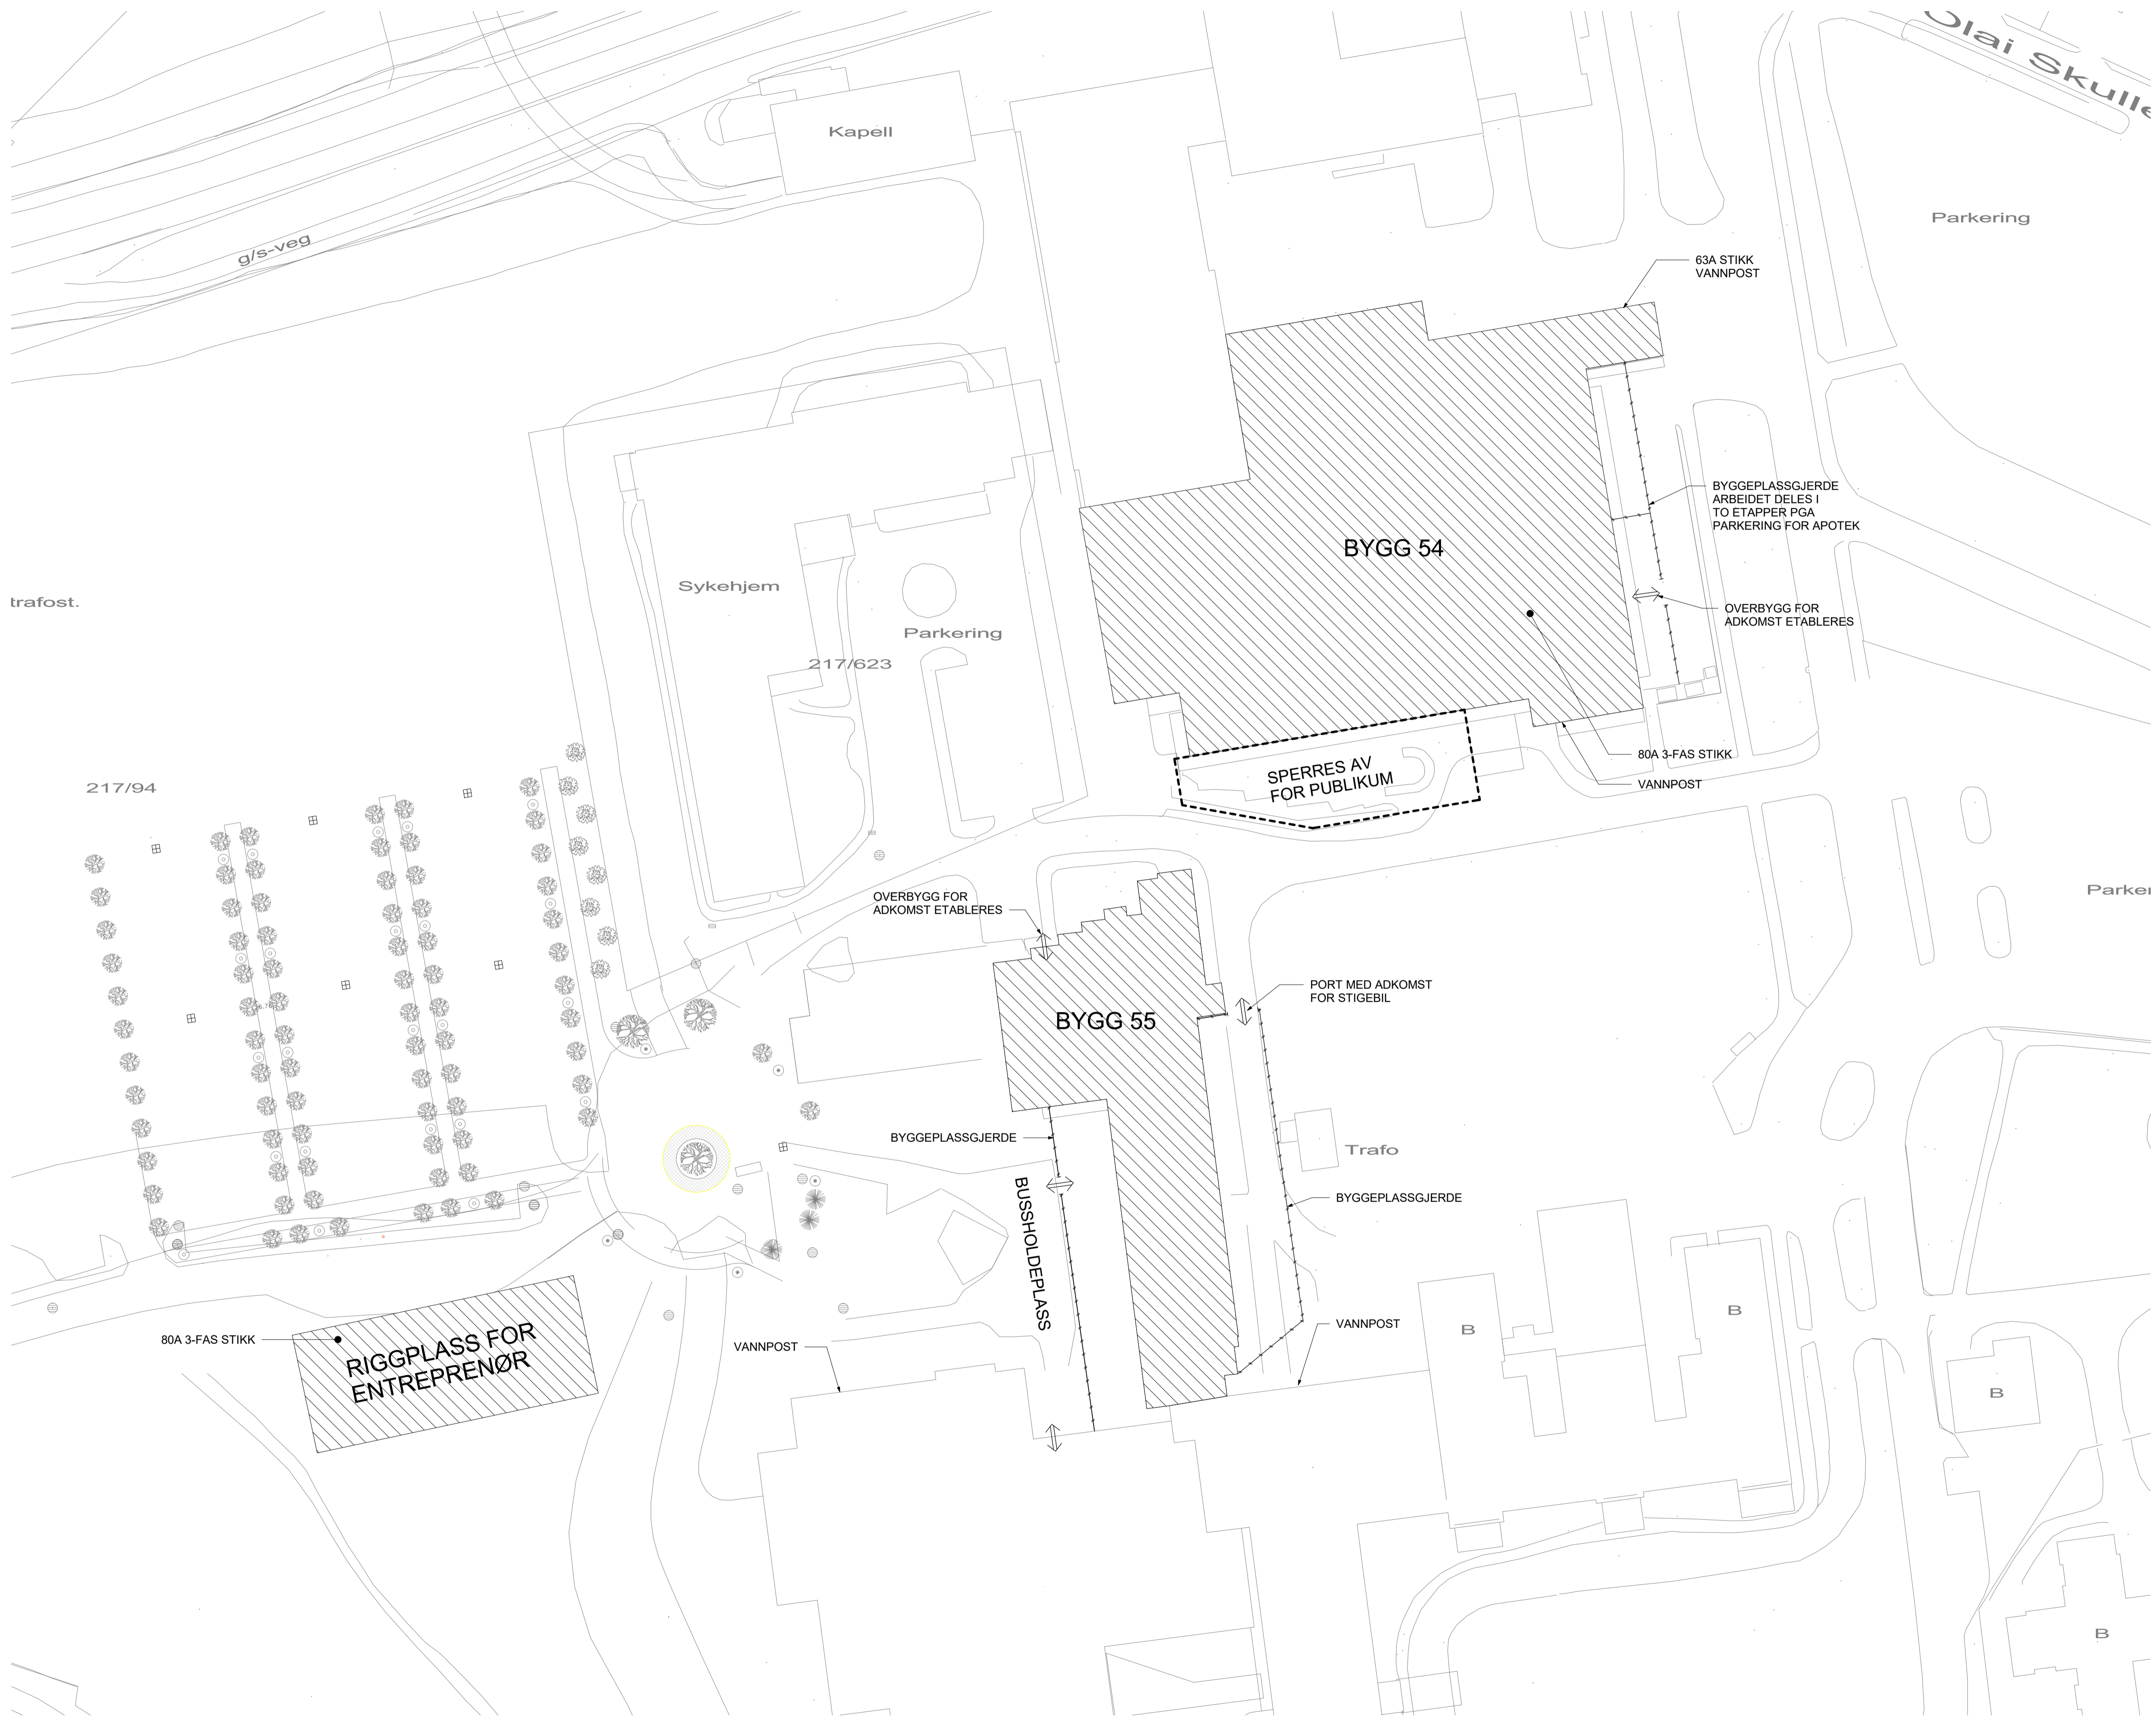 Olai Skulle
Kapell
Parkering
g/s-veg
63A STIKK
VANNPOST
BYGGEPLASSGJERDE
ARBEIDET DELES I
TO ETAPPER PGA
PARKERING FOR APOTEK
BYGG 54
Sykehjem
trafost.
OVERBYGG FOR
ADKOMST ETABLERES
Parkering
217/623
80A 3-FAS STIKK
VANNPOST
SPERRES AV
FOR PUBLIKUM
217/94
OVERBYGG FOR
ADKOMST ETABLERES
Parker
PORT MED ADKOMST
FOR STIGEBIL
BYGG 55
BYGGEPLASSGJERDE
Trafo
BYGGEPLASSGJERDE
BUSSHOLDEPLASS
80A 3-FAS STIKK
RIGGPLASS FOR
ENTREPRENØR
VANNPOST
VANNPOST
B
B
B
B